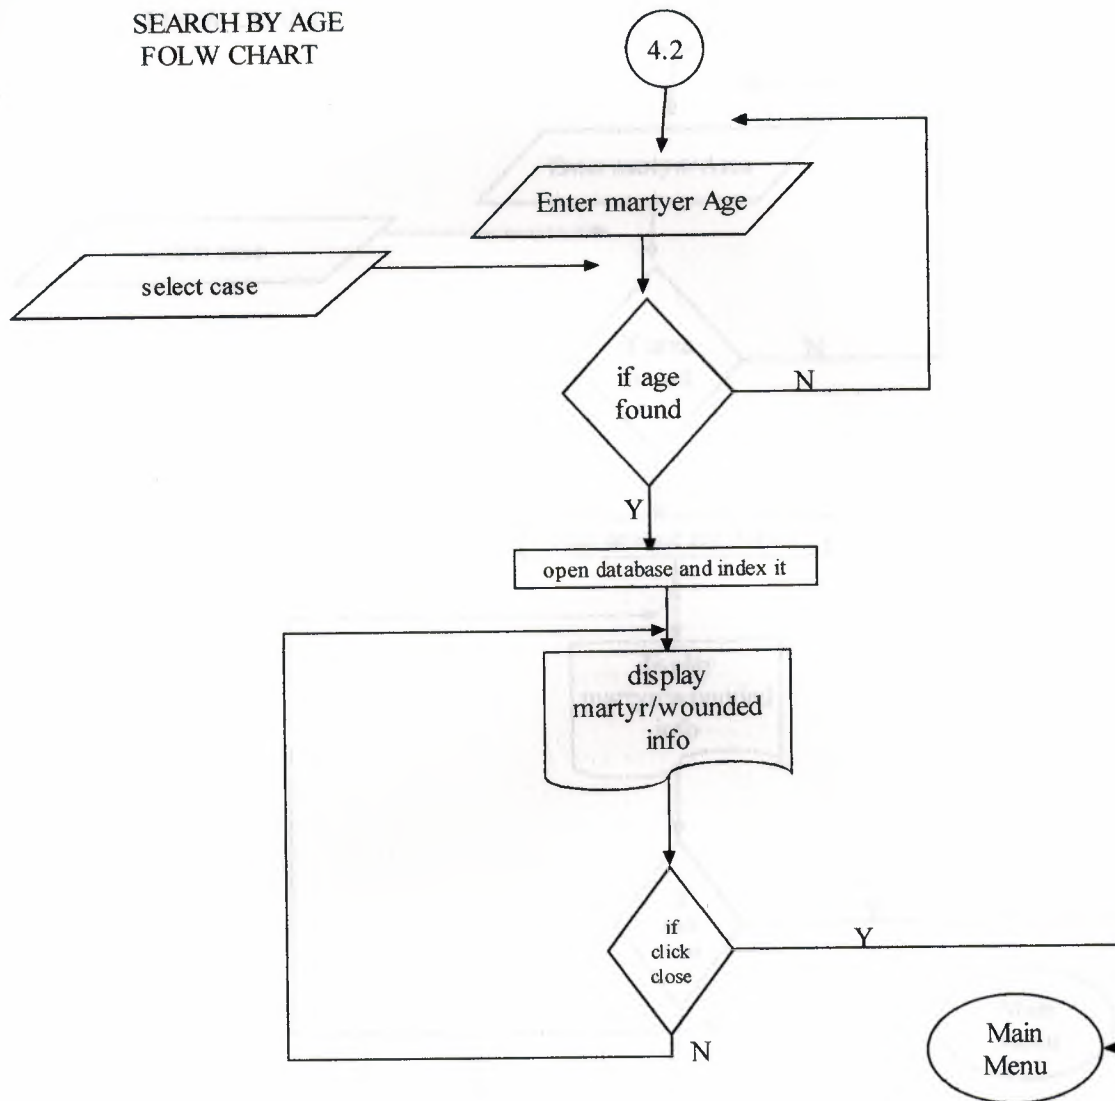 SEARCH BY AGE
FOLW CHART
4.2
Enter martyer Age
select case
if age
found
N
Y
open database and index it
display
martyr/wounded
info
if
click
close
Y
N
Main
Menu